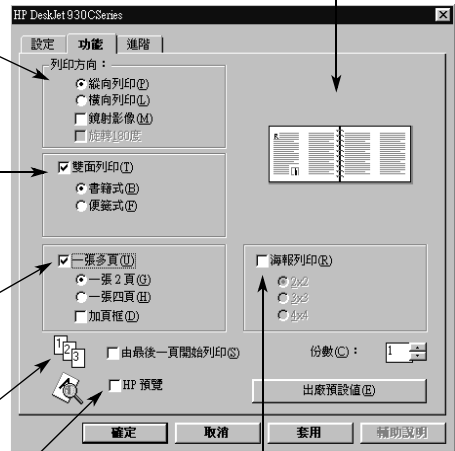 HP DeskJet 930CSeries
設定 功能 進階
列印方向：
縱向列印(P)
橫向列印(L)
鏡射影像(M)
旋轉180度
雙面列印(T)
書籍式(B)
便籤式(F)
一張多頁(U)
一張 2 頁(G)
一張四頁(H)
加頁框(D)
海報列印(R)
2x2
3x3
4x4
123
由最後一頁開始列印(S)
份數(C)： 1
HP 預覽
出廠預設值(E)
確定 取消 套用 輔助說明